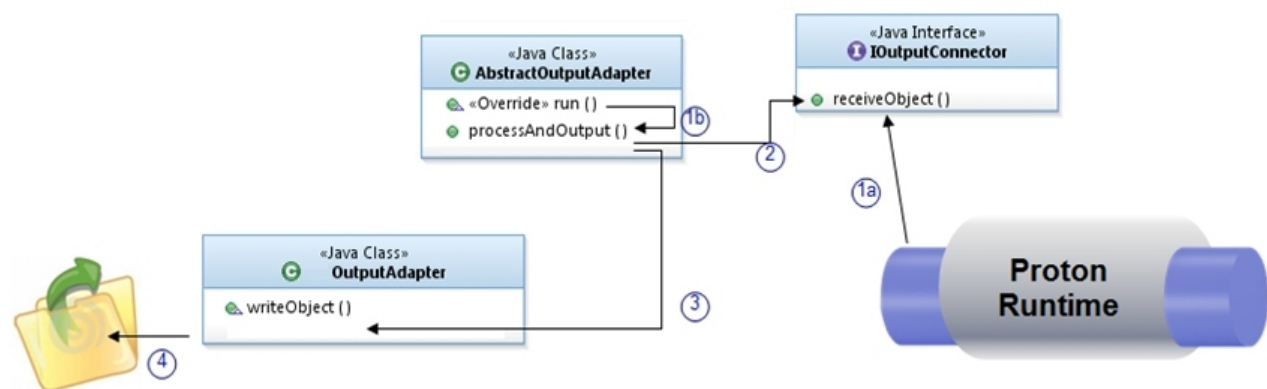 «Java Class»
C AbstractOutputAdapter
«Override» run ()
processAndOutput ()
1b
«Java Interface»
I IOutputConnector
receiveObject ()
2
1a
«Java Class»
C OutputAdapter
writeObject ()
3
4
Proton
Runtime